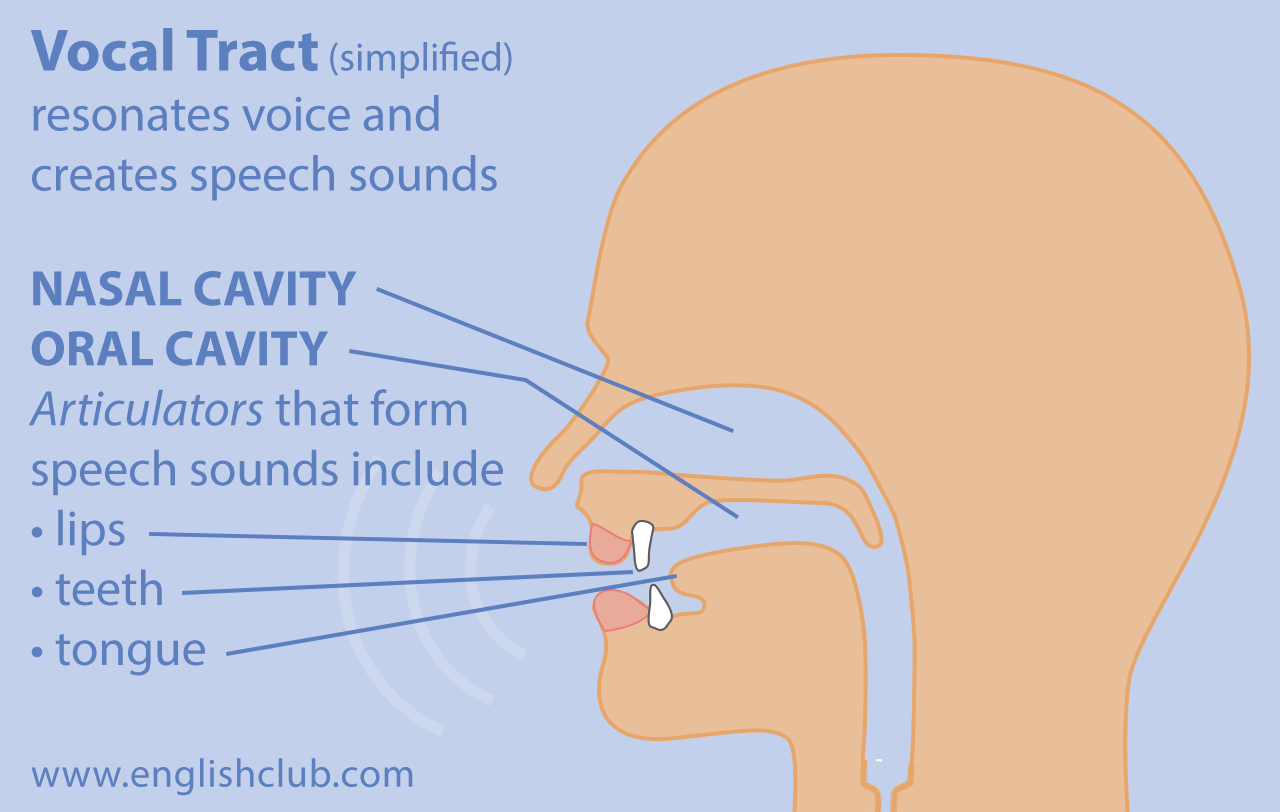 Vocal Tract (simplified)
resonates voice and
creates speech sounds
NASAL CAVITY
ORAL CAVITY
Articulators that form
speech sounds include
• lips
• teeth
• tongue
www.englishclub.com